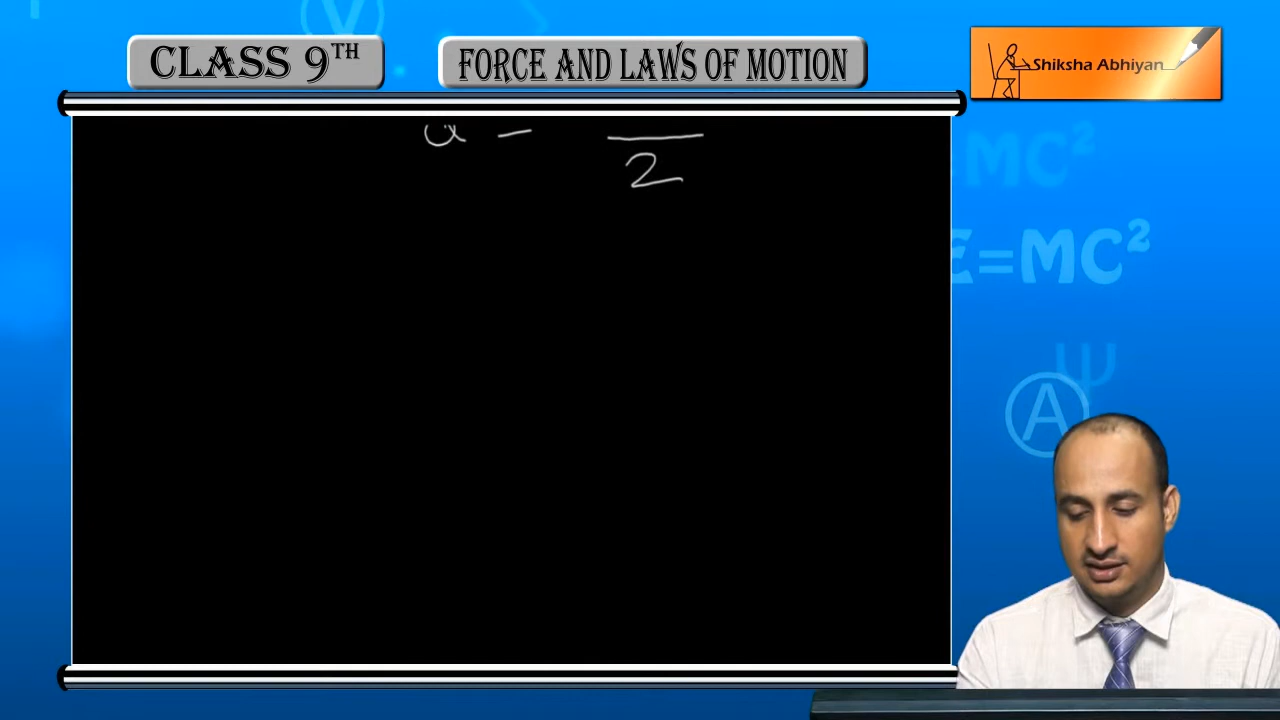 CLASS 9TH
FORCE AND LAWS OF MOTION
Shiksha Abhiyan
V
MC²
E=MC²
Ψ
A
a =
2